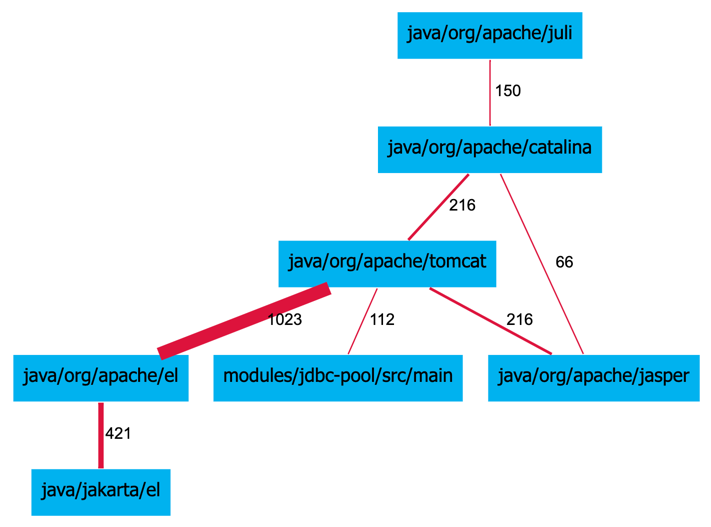 java/org/apache/juli
150
java/org/apache/catalina
216
66
java/org/apache/tomcat
1023
112
216
java/org/apache/el
modules/jdbc-pool/src/main
java/org/apache/jasper
421
java/jakarta/el